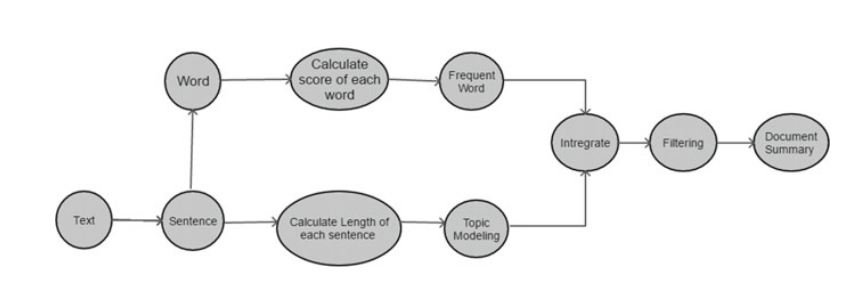 Word
Calculate
score of each
word
Frequent
Word
Intregrate
Filtering
Document
Summary
Text
Sentence
Calculate Length of
each sentence
Topic
Modeling